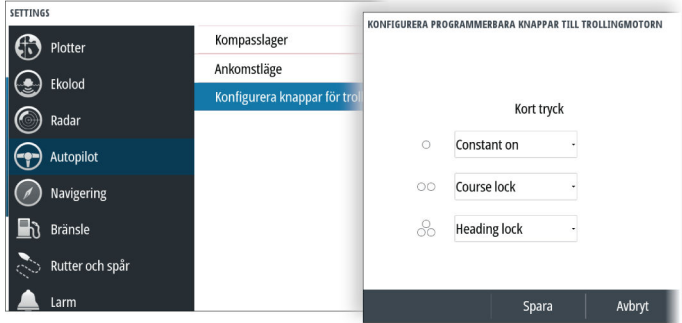 SETTINGS
Plotter
Ekolod
Radar
Autopilot
Navigering
Bränsle
Rutter och spår
Larm
Kompasslager
Ankomstläge
Konfigurera knappar för trol
KONFIGURERA PROGRAMMERBARA KNAPPAR TILL TROLLINGMOTORN
Kort tryck
Constant on
Course lock
Heading lock
Spara Avbryt